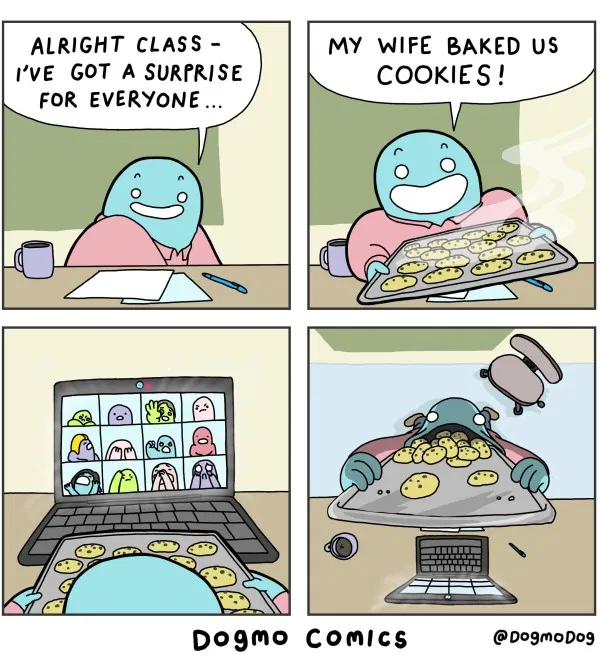 ALRIGHT CLASS -
I'VE GOT A SURPRISE
FOR EVERYONE...
MY WIFE BAKED US
COOKIES!
DOGMO COMICS
@DOGMODOG